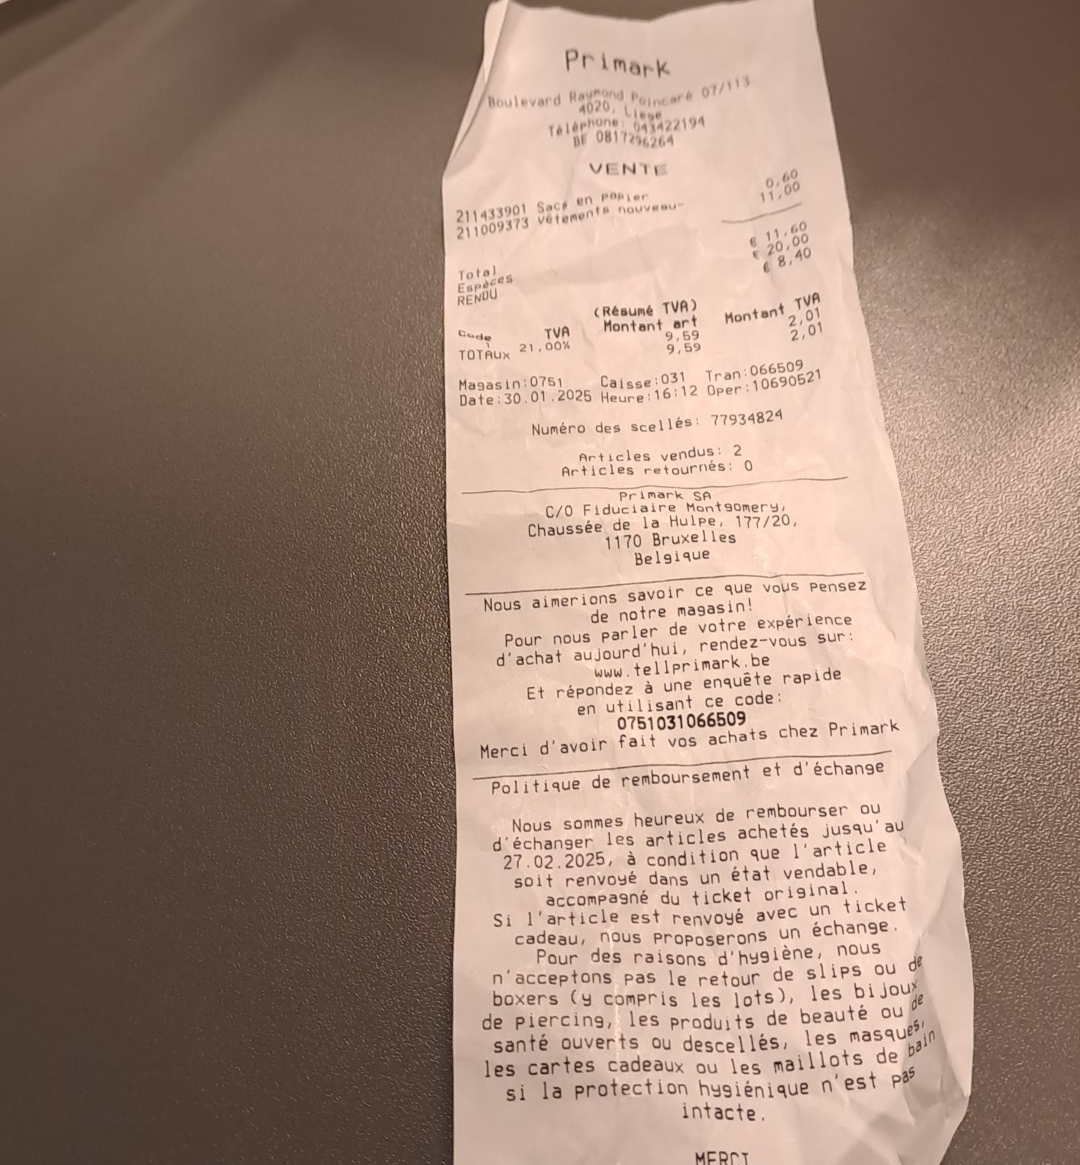 Primark
Boulevard Raymond Poincaré 07/113
4020, Liege
Téléphone: 043422194
BE 0817296264
VENTE
211433901 Sacs en papier 0,60
211009373 Vêtements nouveau- 11,00
Total € 11,60
Espèces € 20,00
RENDU € 8,40
(Résumé TVA)
Code TVA Montant art Montant TVA
1 21,00% 9,59 2,01
TOTAUX 9,59 2,01
Magasin:0751 Caisse:031 Tran:066509
Date:30.01.2025 Heure:16:12 Oper:10690521
Numéro des scellés: 77934824
Articles vendus: 2
Articles retournés: 0
Primark SA
C/O Fiduciaire Montgomery,
Chaussée de la Hulpe, 177/20,
1170 Bruxelles
Belgique
Nous aimerions savoir ce que vous pensez
de notre magasin!
Pour nous parler de votre expérience
d'achat aujourd'hui, rendez-vous sur:
www.tellprimark.be
Et répondez à une enquête rapide
en utilisant ce code:
0751031066509
Merci d'avoir fait vos achats chez Primark
Politique de remboursement et d'échange
Nous sommes heureux de rembourser ou
d'échanger les articles achetés jusqu'au
27.02.2025, à condition que l'article
soit renvoyé dans un état vendable,
accompagné du ticket original.
Si l'article est renvoyé avec un ticket
cadeau, nous proposerons un échange.
Pour des raisons d'hygiène, nous
n'acceptons pas le retour de slips ou de
boxers (y compris les lots), les bijoux
de piercing, les produits de beauté ou de
santé ouverts ou descellés, les masques,
les cartes cadeaux ou les maillots de bain
si la protection hygiénique n'est pas
intacte.
MERCI